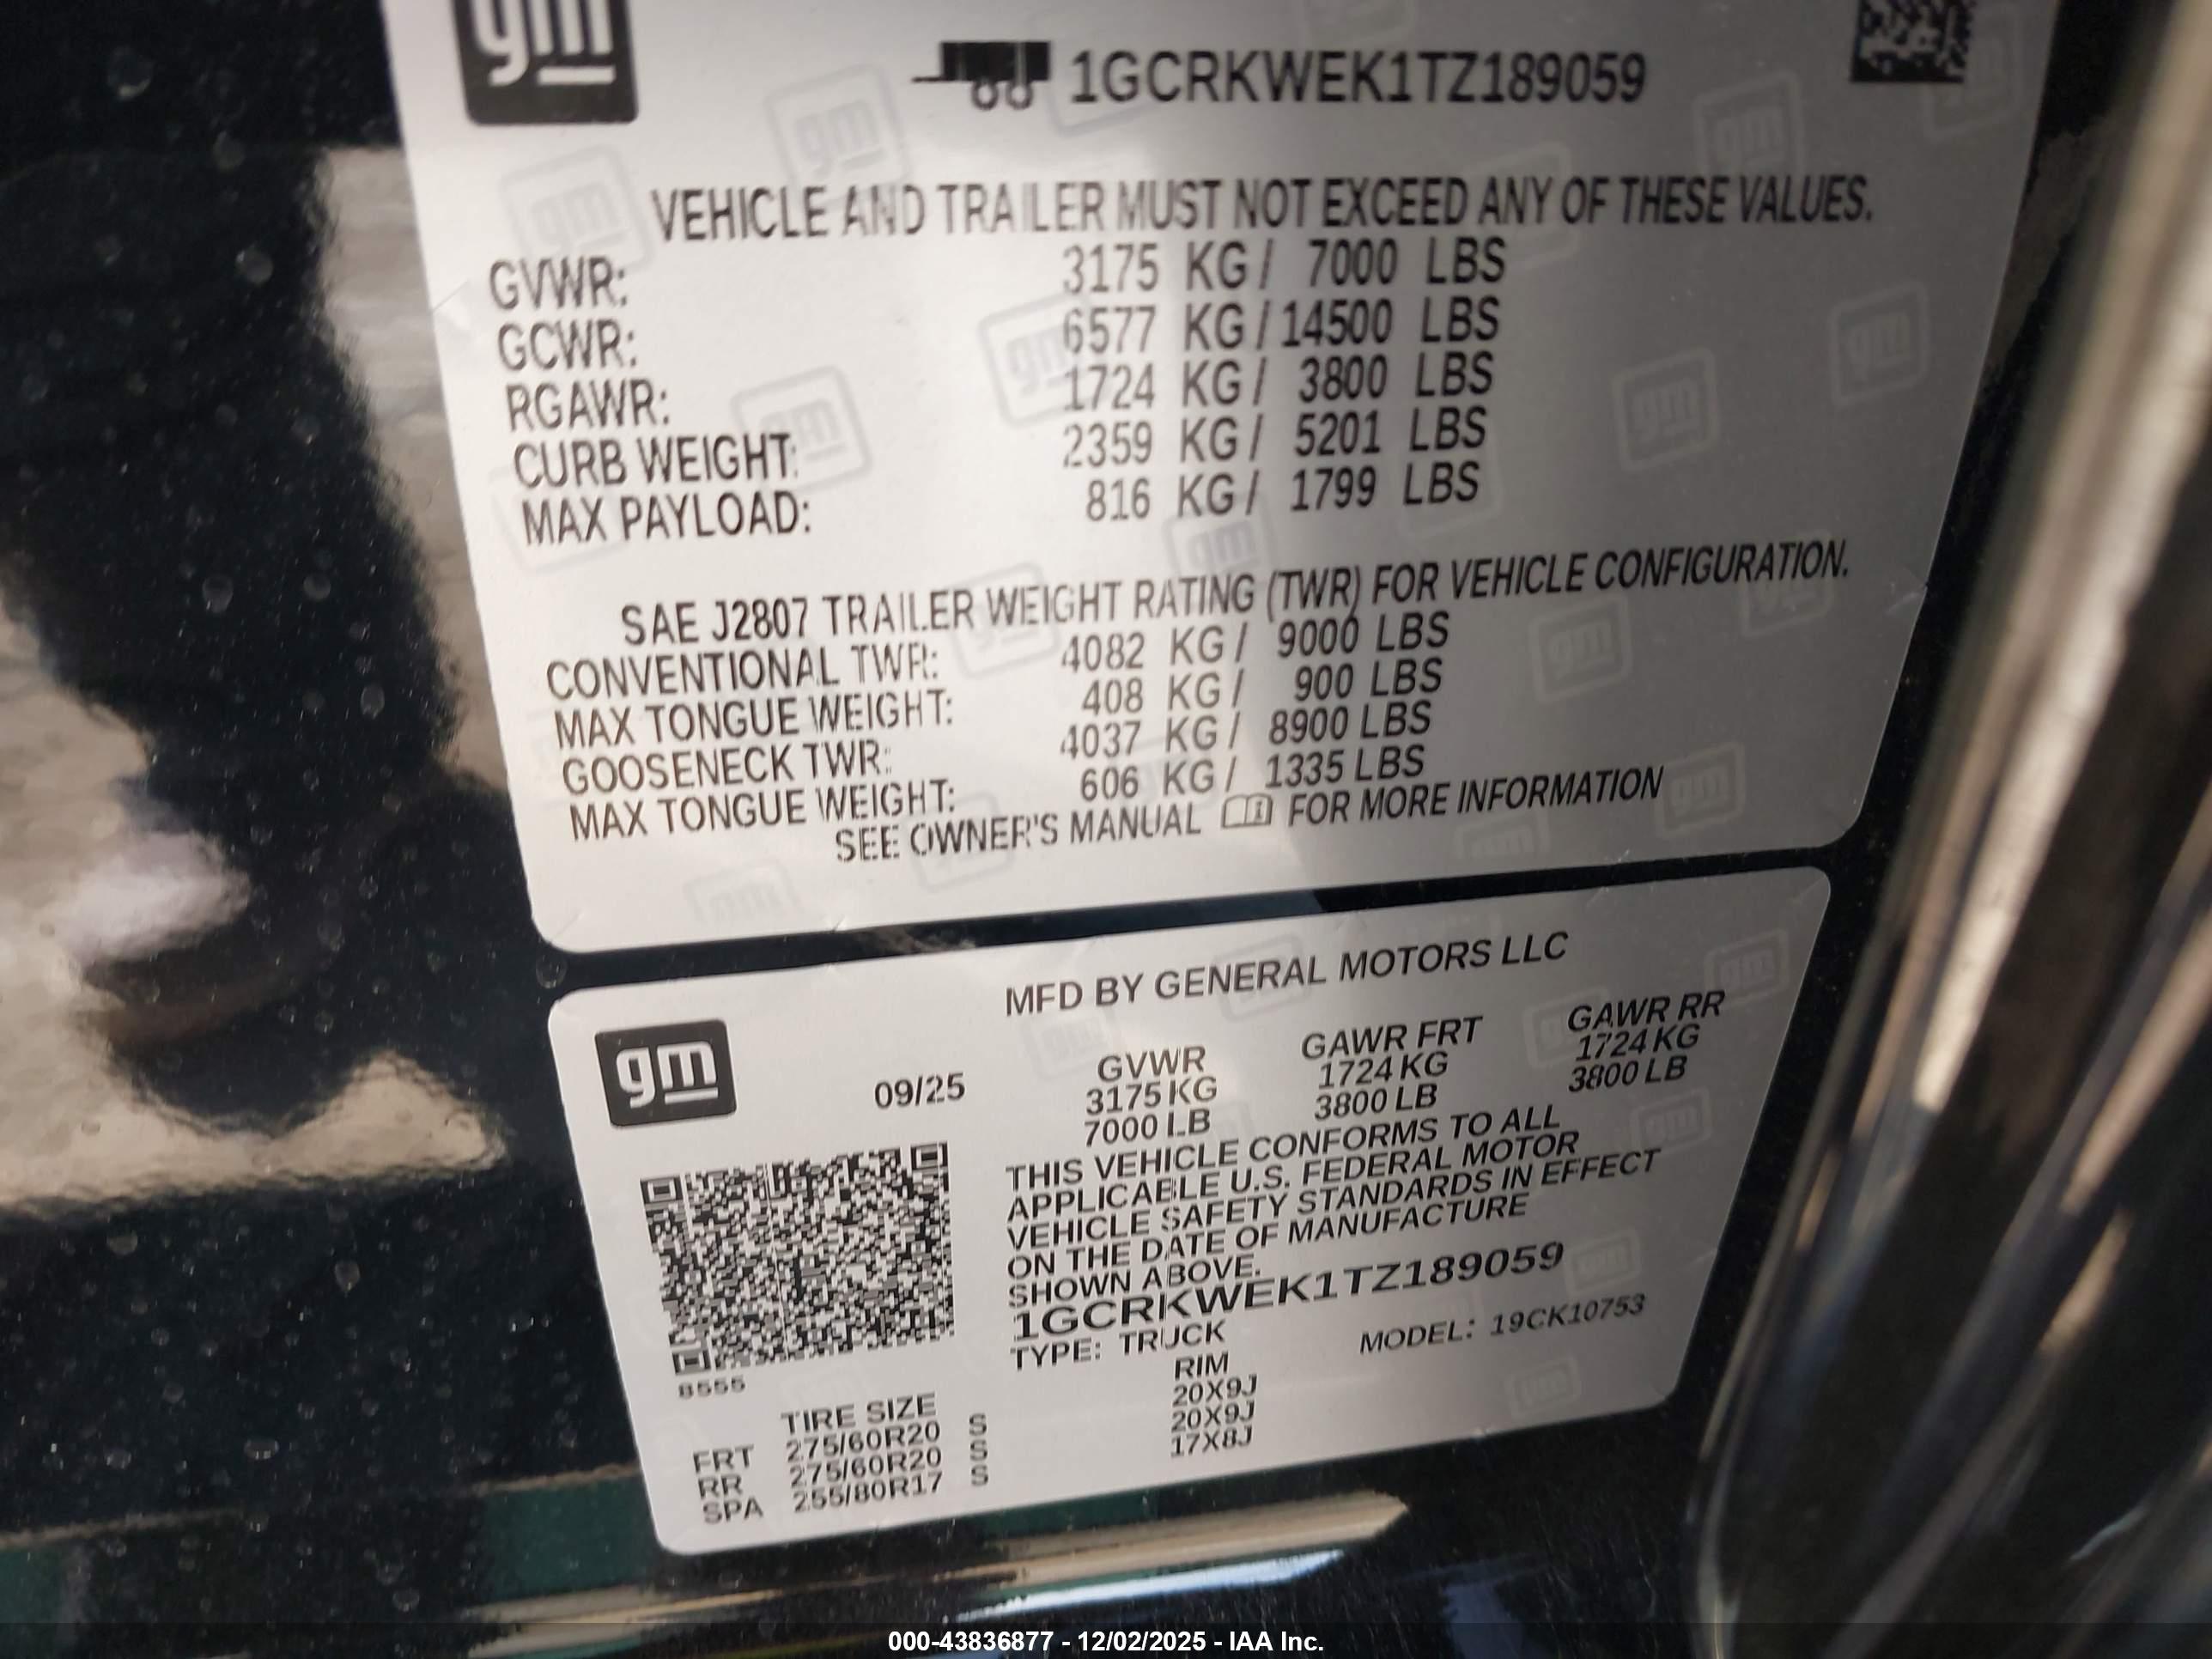 gm
1GCRKWEK1TZ189059
VEHICLE AND TRAILER MUST NOT EXCEED ANY OF THESE VALUES.
GVWR: 3175 KG / 7000 LBS
GCWR: 6577 KG / 14500 LBS
RGAWR: 1724 KG / 3800 LBS
CURB WEIGHT: 2359 KG / 5201 LBS
MAX PAYLOAD: 816 KG / 1799 LBS
SAE J2807 TRAILER WEIGHT RATING (TWR) FOR VEHICLE CONFIGURATION.
CONVENTIONAL TWR: 4082 KG / 9000 LBS
MAX TONGUE WEIGHT: 408 KG / 900 LBS
GOOSENECK TWR: 4037 KG / 8900 LBS
MAX TONGUE WEIGHT: 606 KG / 1335 LBS
SEE OWNER'S MANUAL FOR MORE INFORMATION
MFD BY GENERAL MOTORS LLC
gm
09/25
GVWR GAWR FRT GAWR RR
3175 KG 1724 KG 1724 KG
7000 LB 3800 LB 3800 LB
THIS VEHICLE CONFORMS TO ALL
APPLICABLE U.S. FEDERAL MOTOR
VEHICLE SAFETY STANDARDS IN EFFECT
ON THE DATE OF MANUFACTURE
SHOWN ABOVE.
1GCRKWEK1TZ189059
TYPE: TRUCK MODEL: 19CK10753
8555
TIRE SIZE RIM
FRT 275/60R20 S 20X9J
RR 275/60R20 S 20X9J
SPA 255/80R17 S 17X8J
000-43836877 - 12/02/2025 - IAA Inc.